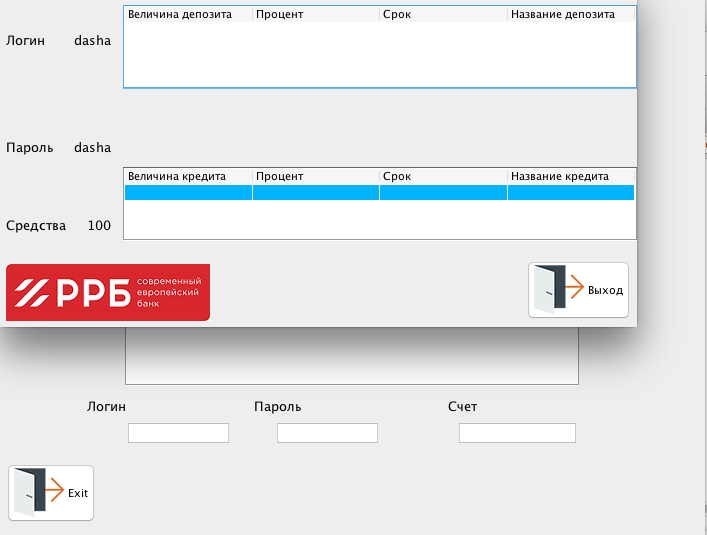 Величина депозита Процент Срок Название депозита
Логин dasha
Пароль dasha
Величина кредита Процент Срок Название кредита
Средства 100
РРБ современный европейский банк
Выход
Логин Пароль Счет
Exit